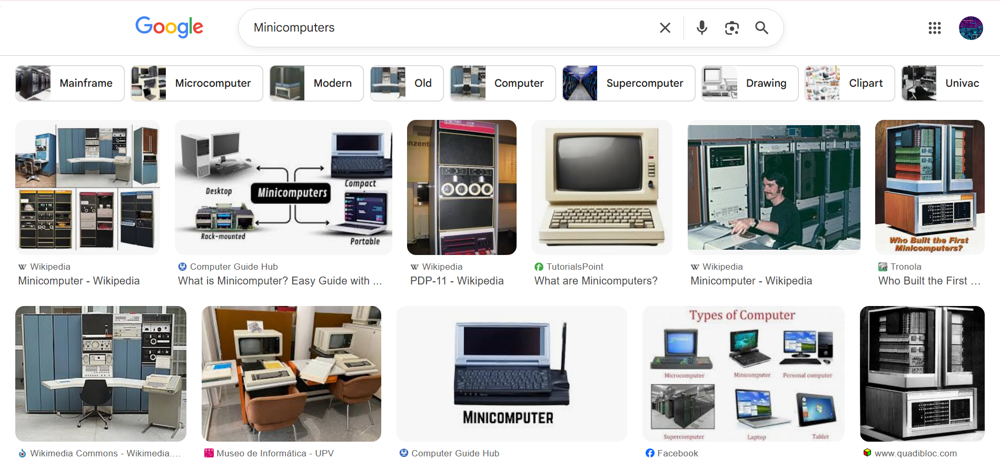 Google
Minicomputers
Mainframe
Microcomputer
Modern
Old
Computer
Supercomputer
Drawing
Clipart
Univac
Desktop
Minicomputers
Compact
Rack-mounted
Portable
enzent
Who Built the First
Minicomputers?
Wikipedia
Minicomputer - Wikipedia
Computer Guide Hub
What is Minicomputer? Easy Guide with ...
Wikipedia
PDP-11 - Wikipedia
TutorialsPoint
What are Minicomputers?
Wikipedia
Minicomputer - Wikipedia
Tronola
Who Built the First ...
MINICOMPUTER
Types of Computer
Microcomputer
Minicomputer
Personal computer
Supercomputer
Laptop
Tablet
Wikimedia Commons - Wikimedia....
Museo de Informática - UPV
Computer Guide Hub
Facebook
www.quadibloc.com